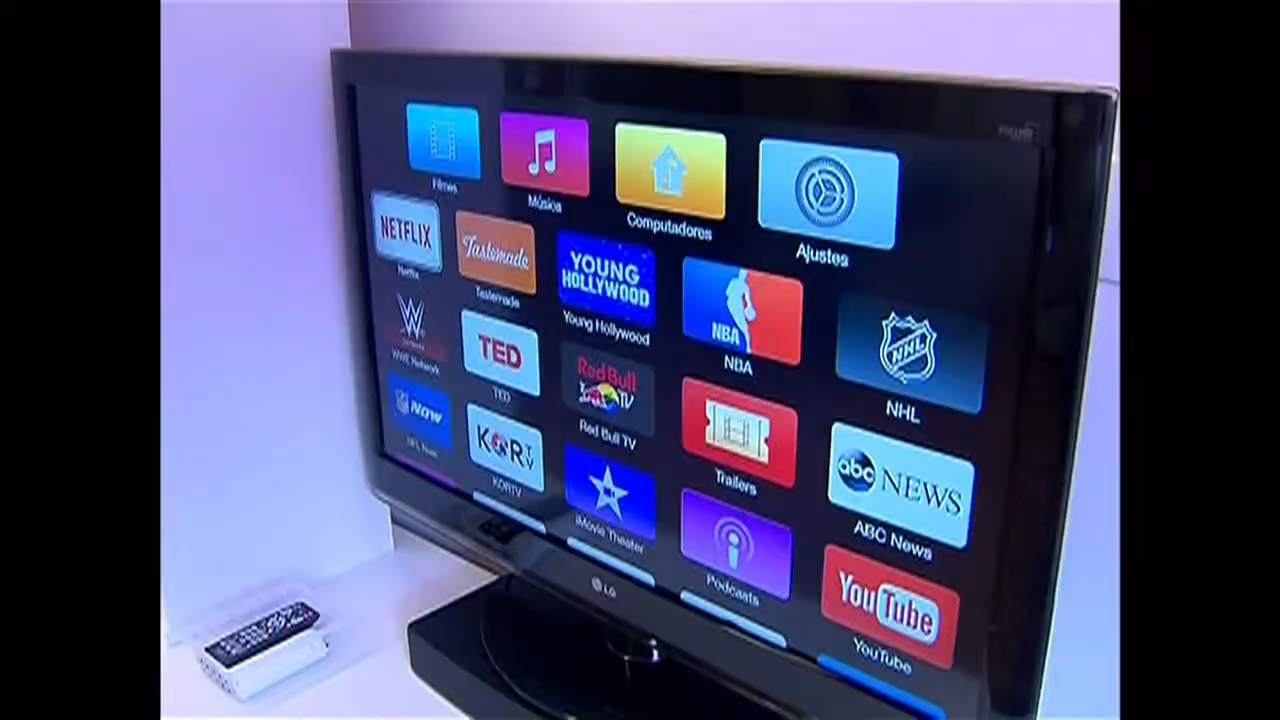 Filmes
Música
Computadores
Ajustes
NETFLIX
Netflix
Tastemade
Tastemade
YOUNG HOLLYWOOD
Young Hollywood
NBA
NBA
NHL
NHL
W
WWE Network
TED
TED
Red Bull
TV
Red Bull TV
Trailers
abc NEWS
ABC News
NOW
NFL Now
KORTV
KORTV
iMovie Theater
Podcasts
YouTube
YouTube
LG